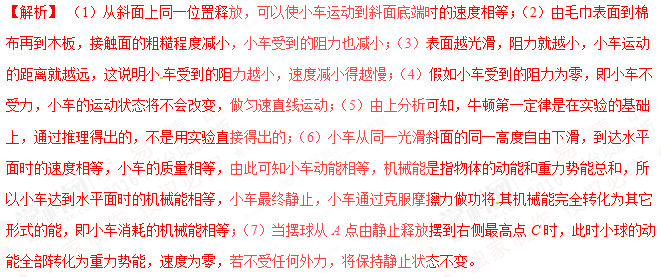 【解析】 (1)从斜面上同一位置释放,可以使小车运动到斜面底端时的速度相等;(2)由毛巾表面到棉
布再到木板,接触面的粗糙程度减小,小车受到的阻力也减小;(3)表面越光滑,阻力就越小,小车运动
的距离就越远,这说明小车受到的阻力越小,速度减小得越慢;(4)假如小车受到的阻力为零,即小车不
受力,小车的运动状态将不会改变,做匀速直线运动;(5)由上分析可知,牛顿第一定律是在实验的基础
上,通过推理得出的,不是用实验直接得出的;(6)小车从同一光滑斜面的同一高度自由下滑,到达水平
面时的速度相等,小车的质量相等,由此可知小车动能相等,机械能是指物体的动能和重力势能总和,所
以小车达到水平面时的机械能相等,小车最终静止,小车通过克服摩擦力做功将其机械能完全转化为其它
形式的能,即小车消耗的机械能相等;(7)当摆球从 A 点由静止释放摆到右侧最高点 C 时,此时小球的动
能全部转化为重力势能,速度为零,若不受任何外力,将保持静止状态不变。